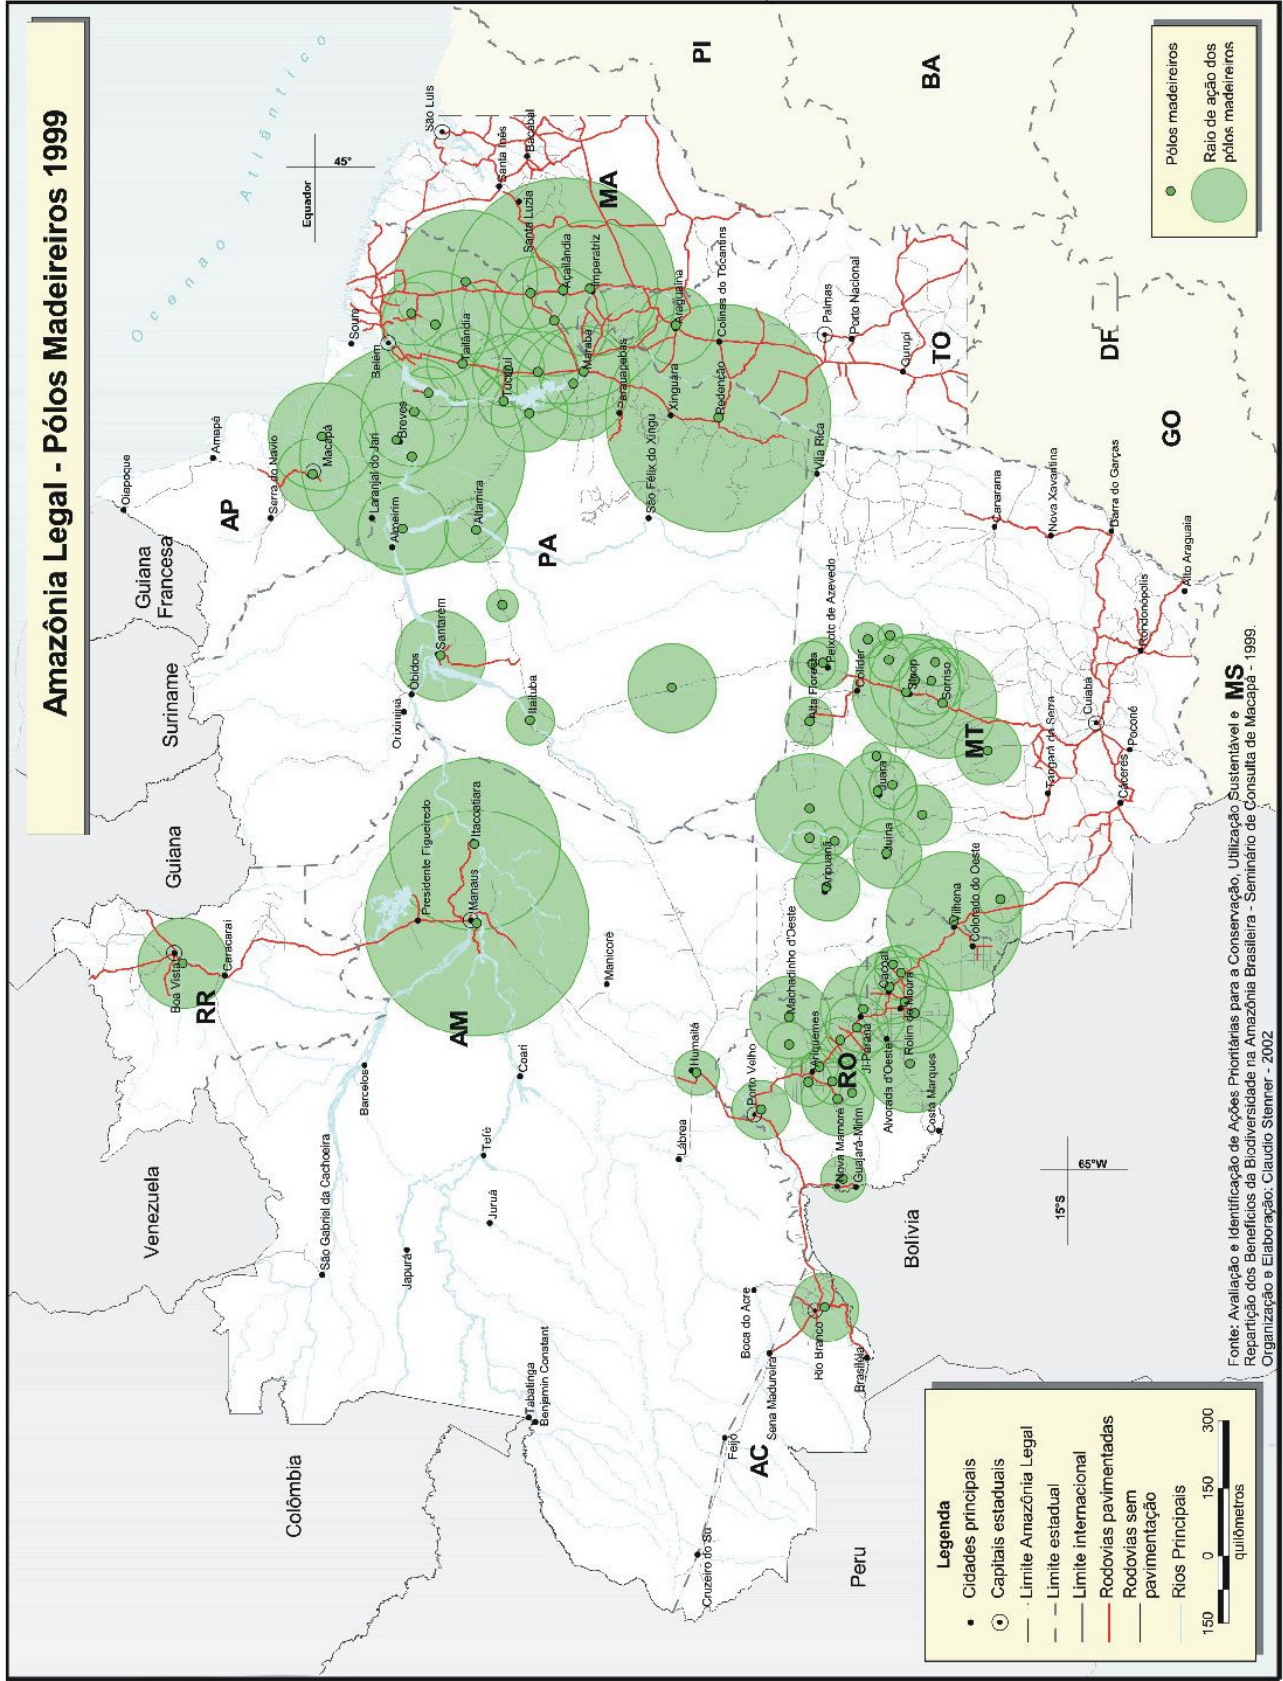 Amazônia Legal - Pólos Madeireiros 1999
Ocenao Atlântico
Equador
45°
Guiana
Francesa
Suriname
Guiana
Venezuela
Colômbia
Peru
Bolívia
15°S
65°W
AP
PA
RR
AM
AC
RO
MT
MS
GO
DF
TO
MA
PI
BA
Oiapoque
Amapá
Serra do Navio
Macapá
Laranjal do Jari
Almeirim
Breves
Altamira
Soure
Belém
Tailândia
Tucuruí
Marabá
Parauapebas
Xinguára
Redenção
São Félix do Xingu
São Luís
Santa Inês
Bacabal
Santa Luzia
Açailândia
Imperatriz
Araguaína
Colinas do Tocantins
Palmas
Porto Nacional
Gurupi
Vila Rica
Óbidos
Oriximiná
Santarém
Itaituba
Boa Vista
Caracaraí
Presidente Figueiredo
Manaus
Itacoatiara
Manicoré
Barcelos
São Gabriel da Cachoeira
Coari
Tefé
Juruá
Japurá
Tabatinga
Benjamin Constant
Humaitá
Lábrea
Boca do Acre
Sena Madureira
Rio Branco
Brasiléia
Feijó
Cruzeiro do Su
Porto Velho
Nova Mamoré
Guajará-Mirim
Ariquemes
Machadinho d'Oeste
Ji-Paraná
Alvorada d'Oeste
Cacoal
Rolim de Moura
Costa Marques
Vilhena
Colorado do Oeste
Aripuanã
Juina
Juara
Alta Floresta
Peixoto de Azevedo
Collíder
Sinop
Sorriso
Tangará da Serra
Cuiabá
Poconé
Cáceres
Rondonópolis
Alto Araguaia
Barra do Garças
Nova Xavantina
Canarana
Pólos madeireiros
Raio de ação dos
pólos madeireiros
Legenda
Cidades principais
Capitais estaduais
Limite Amazônia Legal
Limite estadual
Limite internacional
Rodovias pavimentadas
Rodovias sem
pavimentação
Rios Principais
150 0 150 300
quilômetros
Fonte: Avaliação e Identificação de Ações Prioritárias para a Conservação, Utilização Sustentável e
Repartição dos Benefícios da Biodiversidade na Amazônia Brasileira - Seminário de Consulta de Macapá - 1999.
Organização e Elaboração: Claudio Stenner - 2002